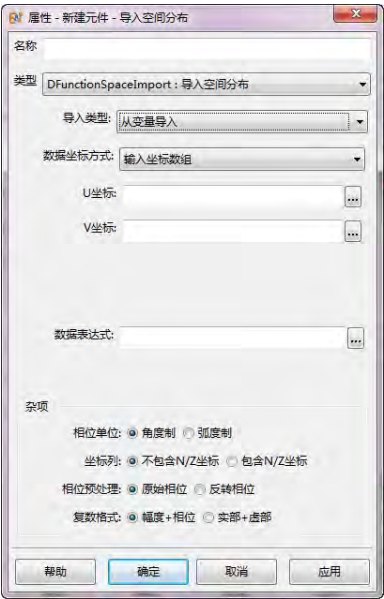 属性 - 新建元件 - 导入空间分布
名称
类型 DFunctionSpaceImport : 导入空间分布
导入类型: 从变量导入
数据坐标方式: 输入坐标数组
U坐标: ...
V坐标: ...
数据表达式: ...
杂项
相位单位: 角度制 弧度制
坐标列: 不包含N/Z坐标 包含N/Z坐标
相位预处理: 原始相位 反转相位
复数格式: 幅度+相位 实部+虚部
帮助 确定 取消 应用